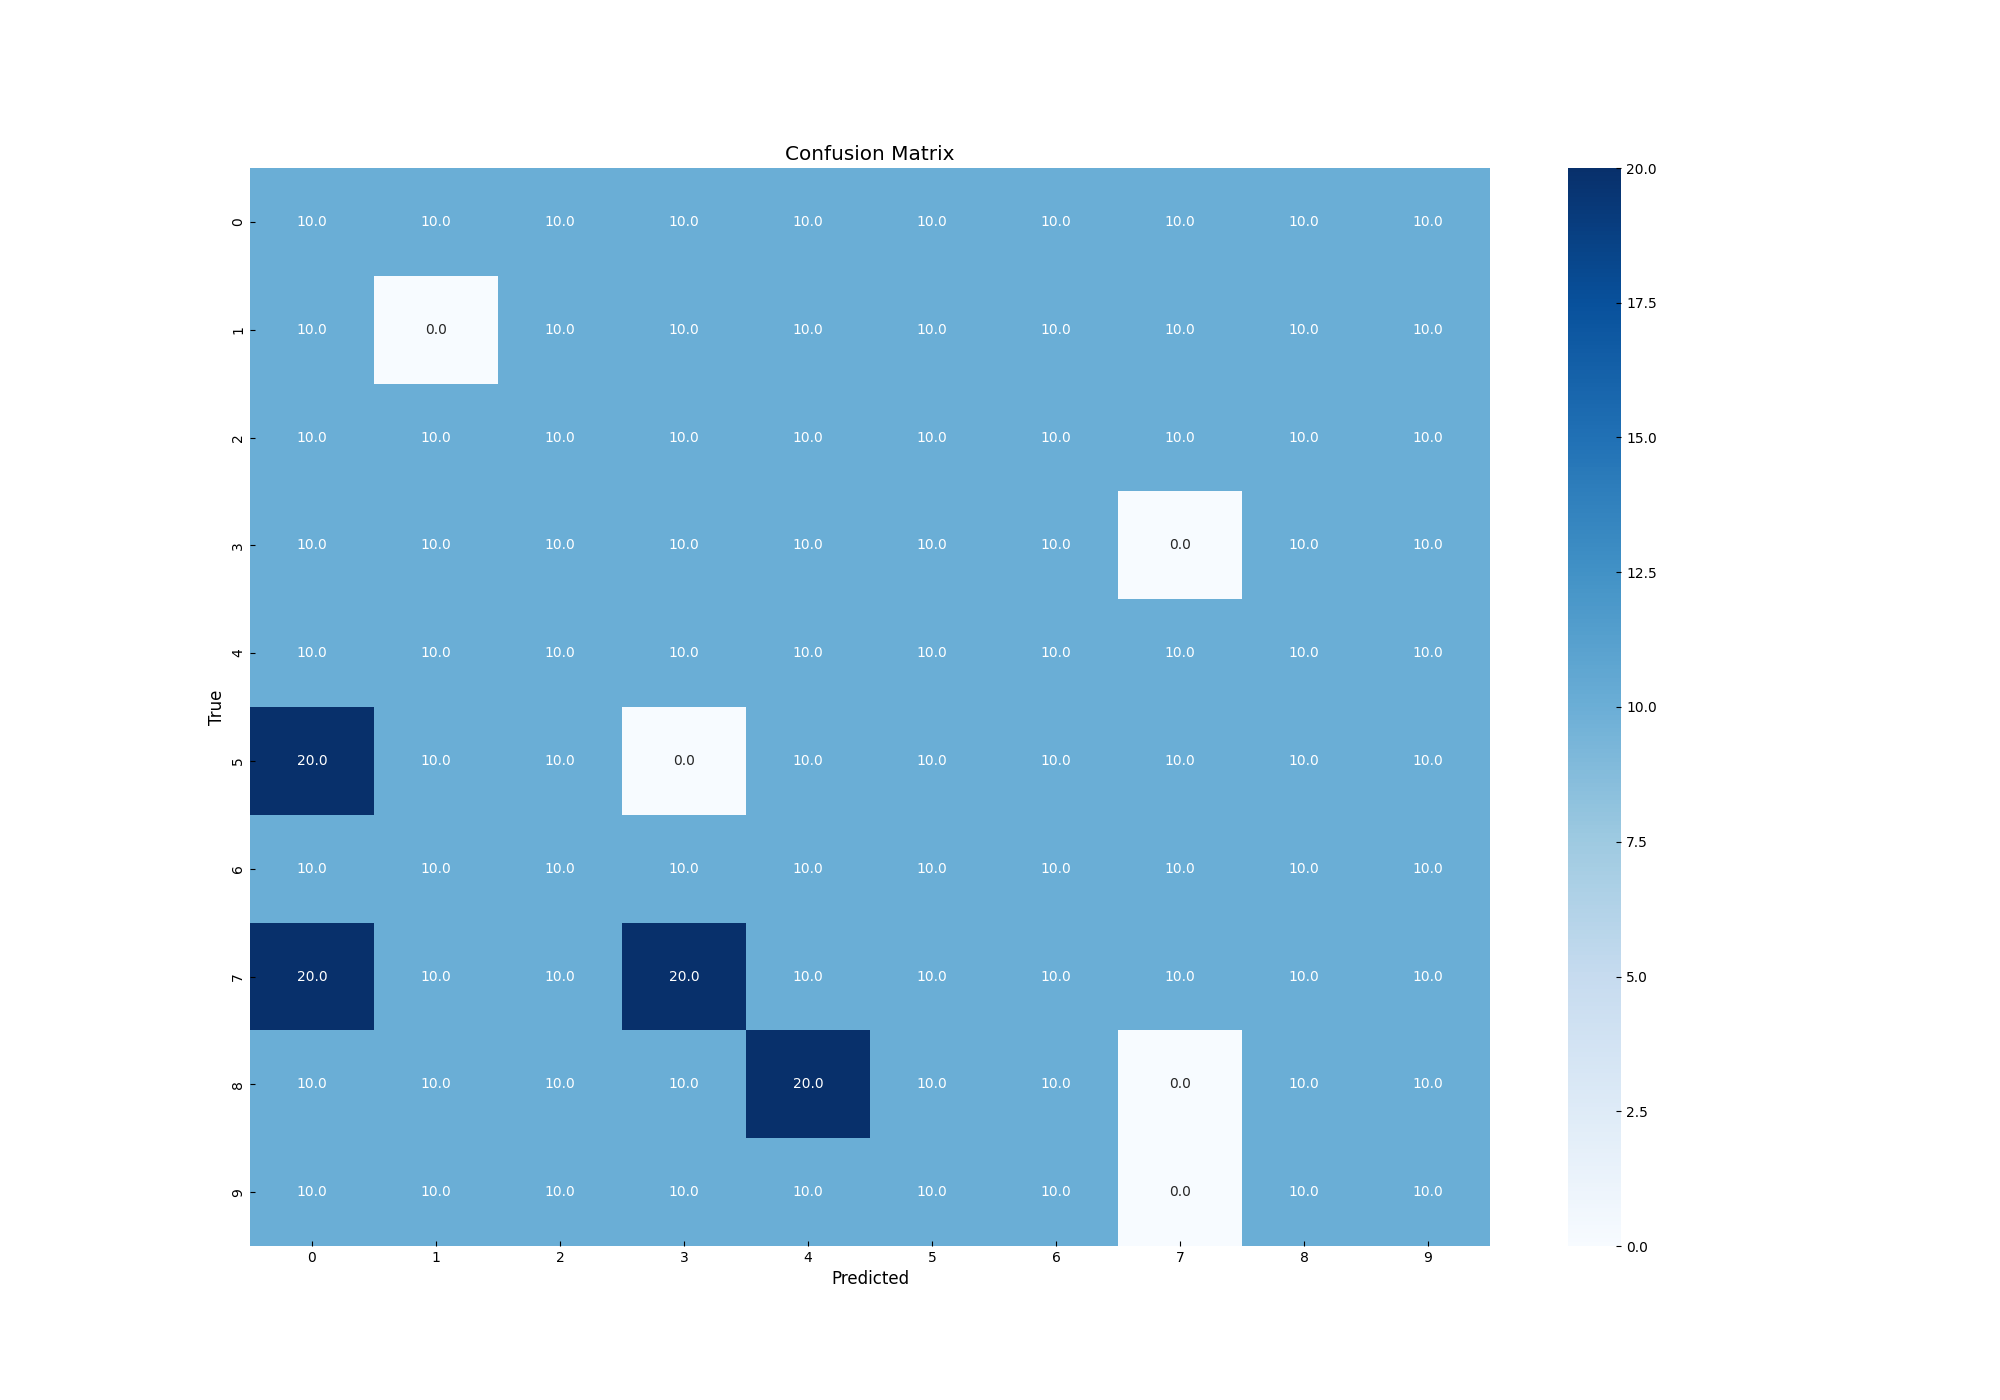 Confusion Matrix
0 10.0 10.0 10.0 10.0 10.0 10.0 10.0 10.0 10.0 10.0
1 10.0 0.0 10.0 10.0 10.0 10.0 10.0 10.0 10.0 10.0
2 10.0 10.0 10.0 10.0 10.0 10.0 10.0 10.0 10.0 10.0
3 10.0 10.0 10.0 10.0 10.0 10.0 10.0 0.0 10.0 10.0
4 10.0 10.0 10.0 10.0 10.0 10.0 10.0 10.0 10.0 10.0
True
5 20.0 10.0 10.0 0.0 10.0 10.0 10.0 10.0 10.0 10.0
6 10.0 10.0 10.0 10.0 10.0 10.0 10.0 10.0 10.0 10.0
7 20.0 10.0 10.0 20.0 10.0 10.0 10.0 10.0 10.0 10.0
8 10.0 10.0 10.0 10.0 20.0 10.0 10.0 0.0 10.0 10.0
9 10.0 10.0 10.0 10.0 10.0 10.0 10.0 0.0 10.0 10.0
0 1 2 3 4 5 6 7 8 9
Predicted
20.0
17.5
15.0
12.5
10.0
7.5
5.0
2.5
0.0